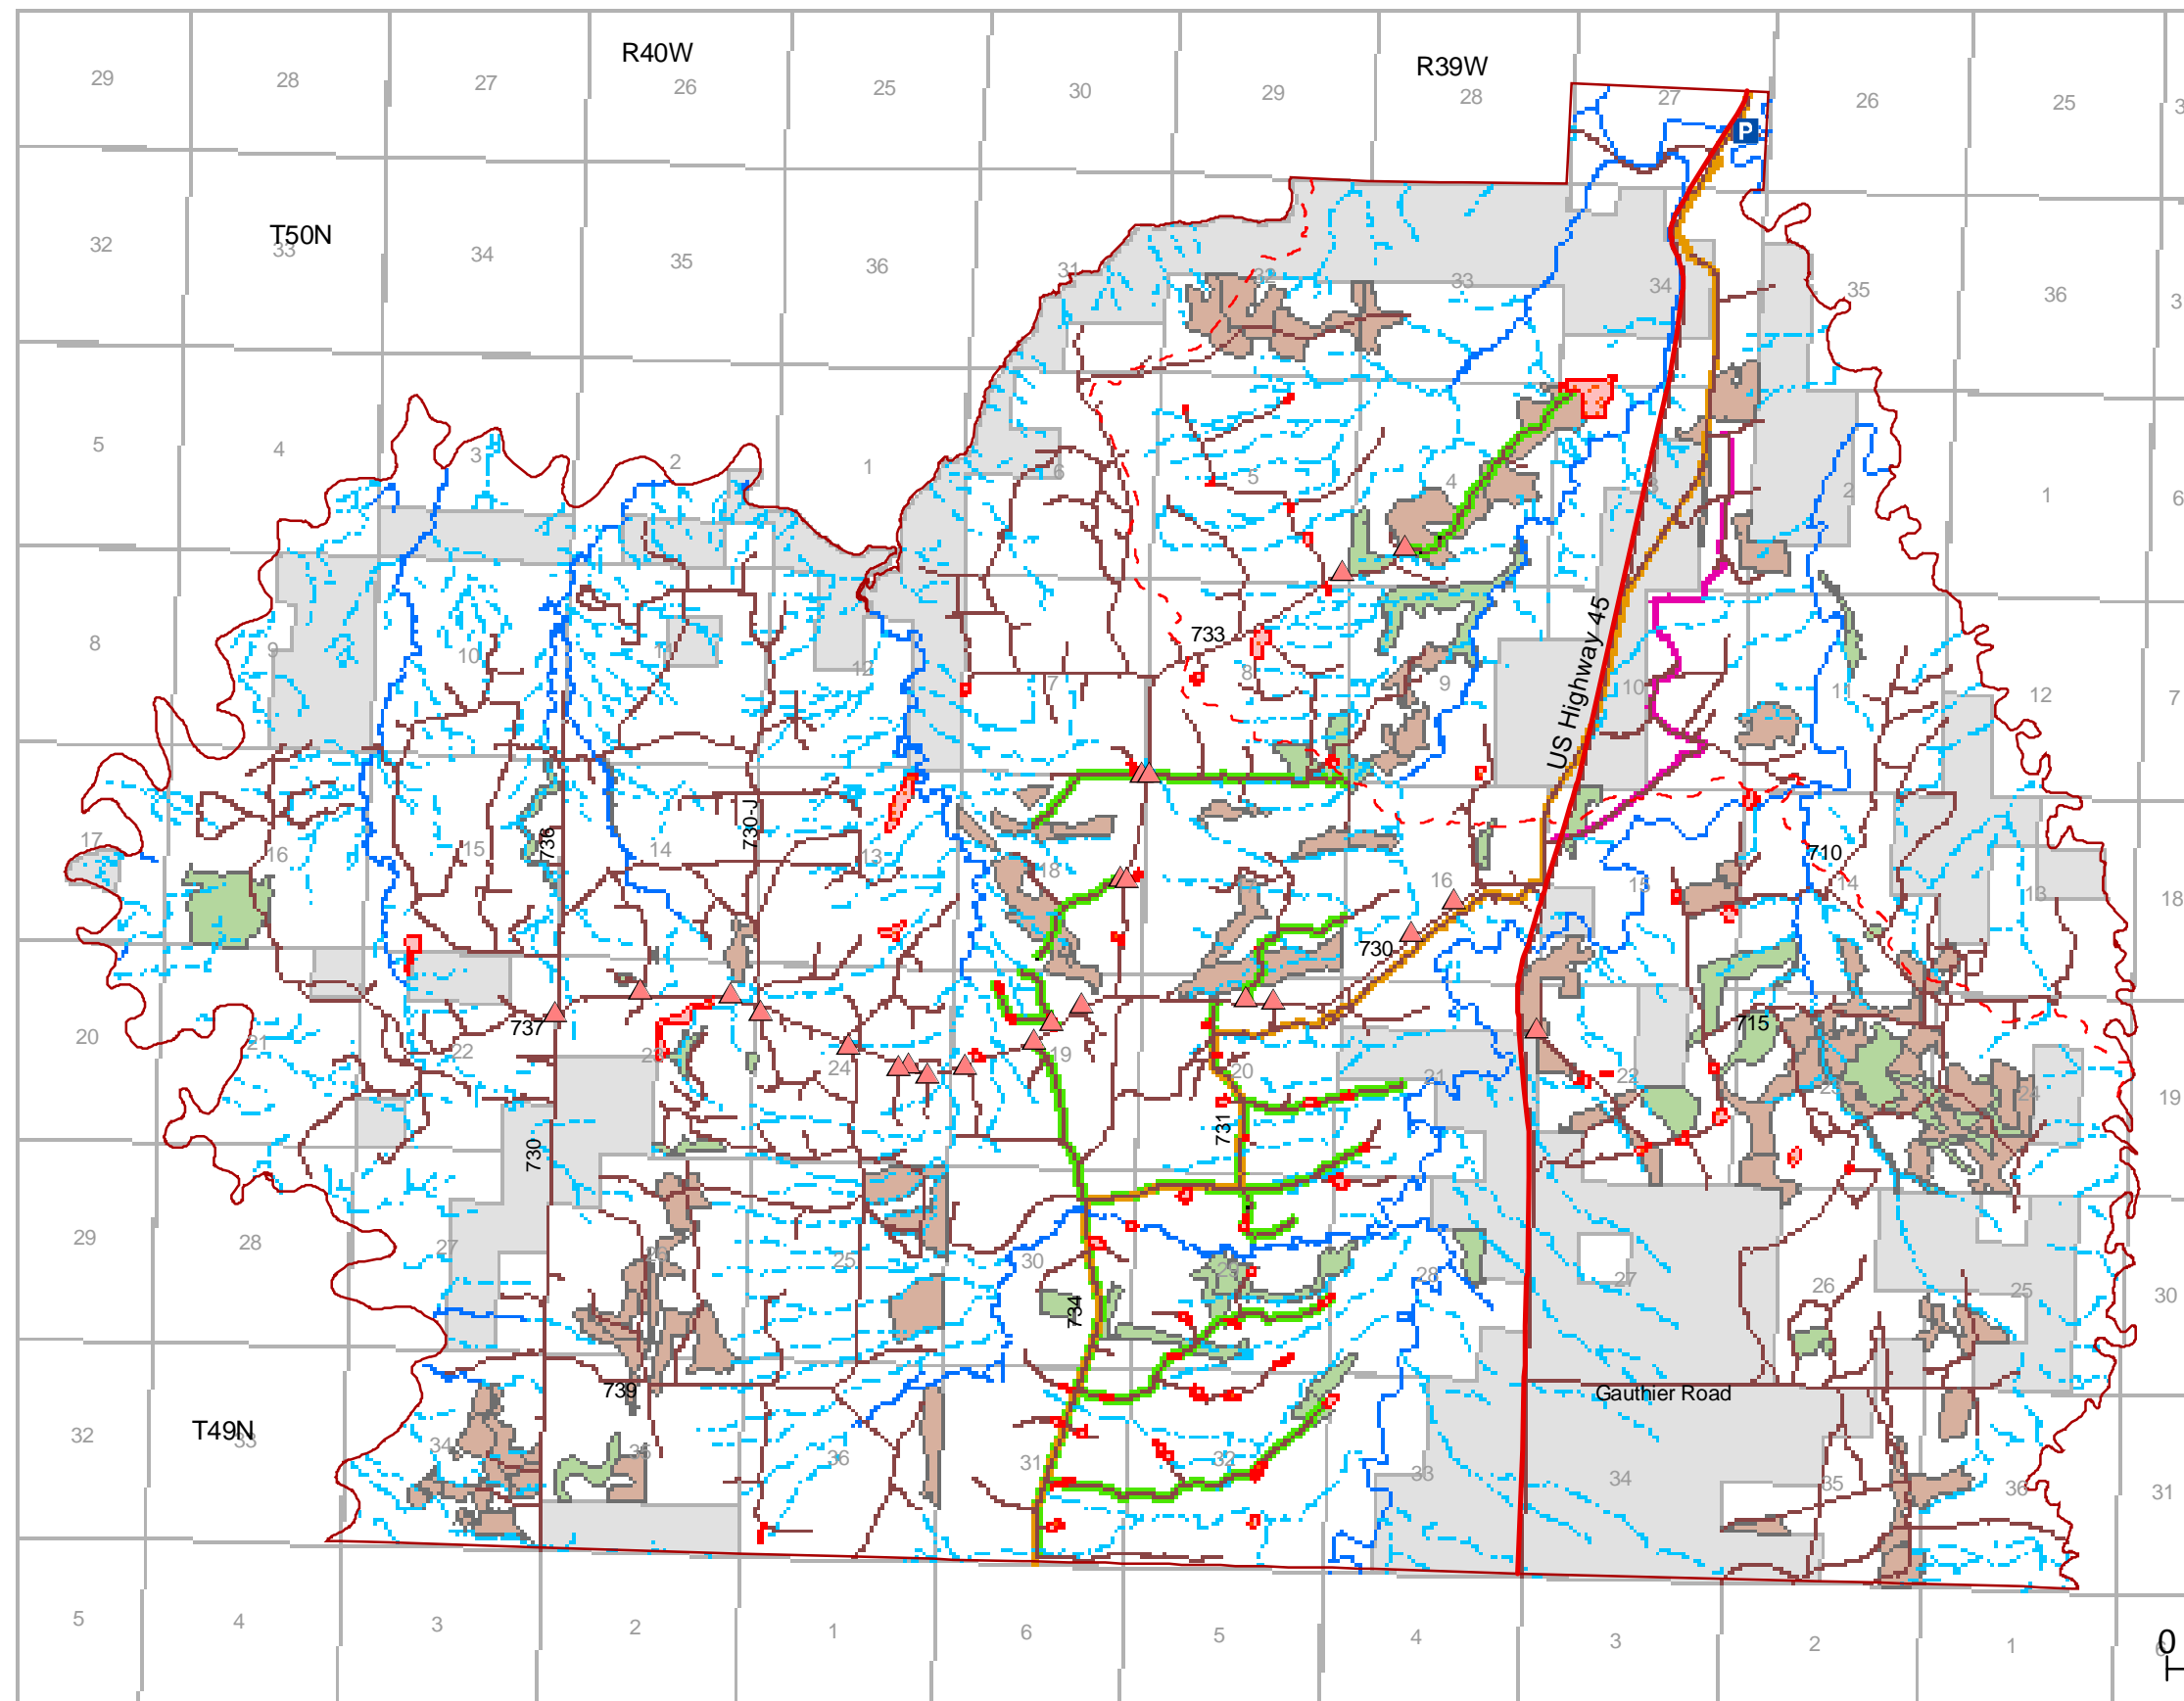 R40W
R39W
29 28 27 26 25 30 29 28 27 26 25 3
P
T50N
32 33 34 35 36 31 32 33 34 35 36 3
5 4 3 2 1 6 5 4 3 2 1 6
8 9 10 11 12 7 8 9 10 11 12 7
733
US Highway 45
17 16 15 14 13 18 17 16 15 14 13 18
736
730-J
710
730
737
715
20 21 22 23 24 19 20 21 22 23 24 19
730
731
29 28 27 26 25 30 29 28 27 26 25 30
734
739
Gauthier Road
T49N
32 33 34 35 36 31 32 33 34 35 36 31
5 4 3 2 1 6 5 4 3 2 1 6
0